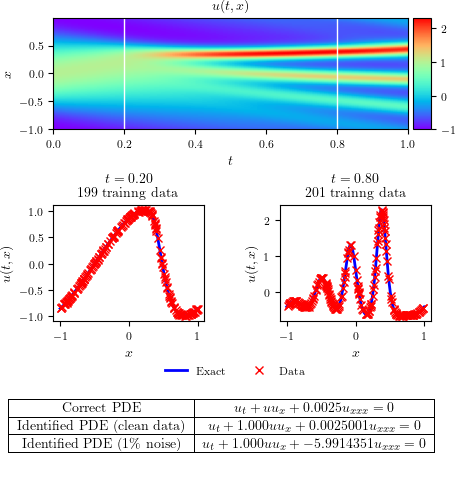 u(t, x)
x
0.5
0.0
−0.5
−1.0
2
1
0
−1
0.0 0.2 0.4 0.6 0.8 1.0
t
t = 0.20
199 trainng data
t = 0.80
201 trainng data
u(t, x)
1.0
0.5
0.0
−0.5
−1.0
−1 0 1
x
u(t, x)
2
1
0
−1 0 1
x
Exact Data
Correct PDE u_t + uu_x + 0.0025u_xxx = 0
Identified PDE (clean data) u_t + 1.000uu_x + 0.0025001u_xxx = 0
Identified PDE (1% noise) u_t + 1.000uu_x + −5.9914351u_xxx = 0